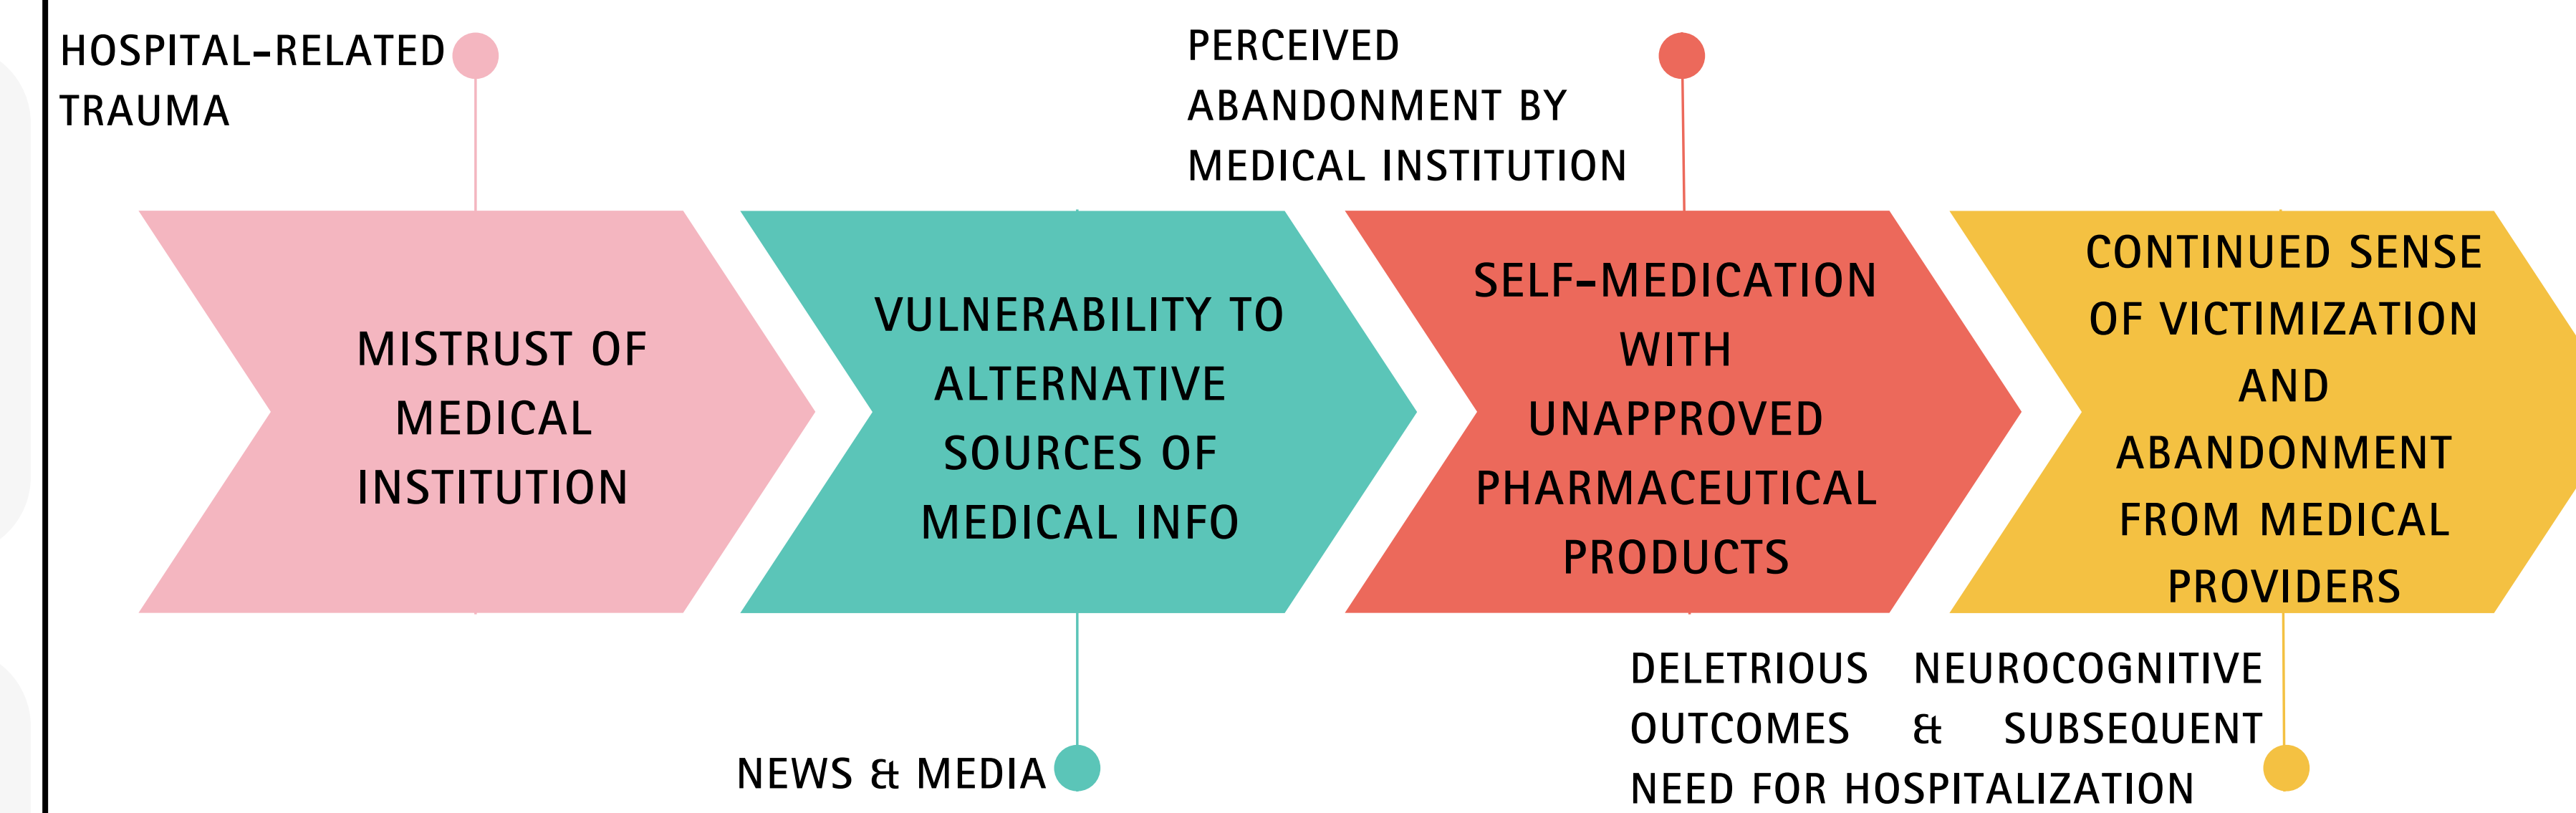 HOSPITAL-RELATED
TRAUMA
MISTRUST OF
MEDICAL
INSTITUTION
VULNERABILITY TO
ALTERNATIVE
SOURCES OF
MEDICAL INFO
NEWS & MEDIA
PERCEIVED
ABANDONMENT BY
MEDICAL INSTITUTION
SELF-MEDICATION
WITH
UNAPPROVED
PHARMACEUTICAL
PRODUCTS
CONTINUED SENSE
OF VICTIMIZATION
AND
ABANDONMENT
FROM MEDICAL
PROVIDERS
DELETRIOUS NEUROCOGNITIVE
OUTCOMES & SUBSEQUENT
NEED FOR HOSPITALIZATION